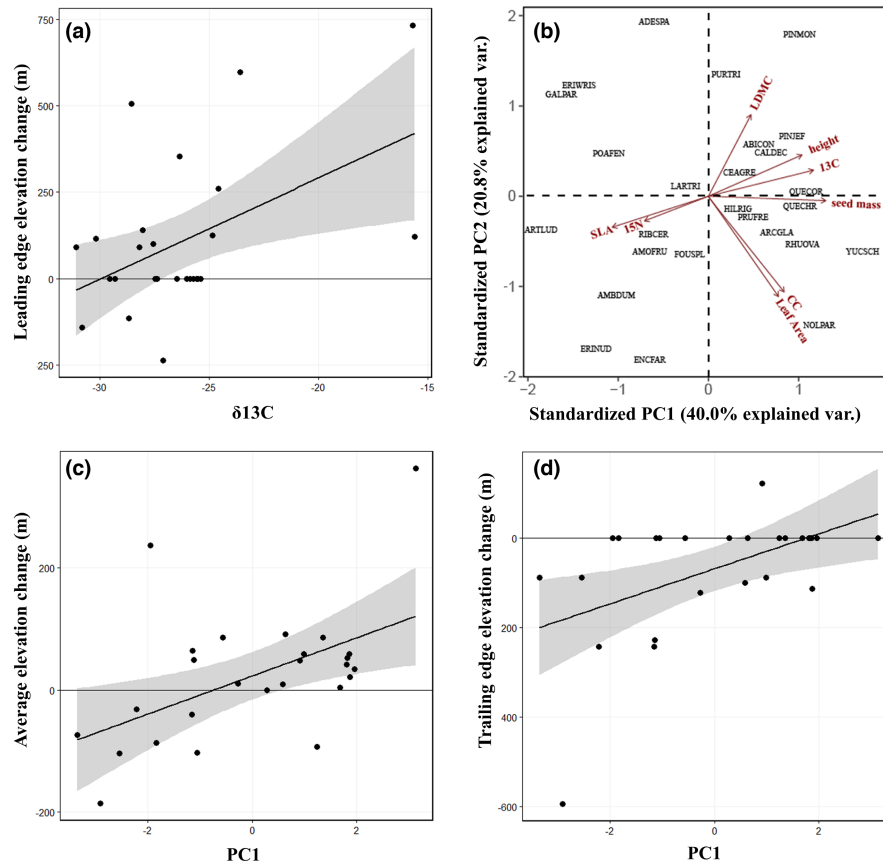 (a)
Leading edge elevation change (m)
750
500
250
0
250
-30
-25
-20
-15
δ13C
(b)
Standardized PC2 (20.8% explained var.)
2
1
0
-1
-2
ADESPA
PINMON
PURTRI
ERIWRIS
GALPAR
LDMC
PINJEF
ABICON
CALDEC
height
POAFEN
CEAGRE
13C
LARTRI
QUECOR
seed mass
QUECHR
HILRIG
PRUFRE
SLA
15N
ARTLUD
RIBCER
ARCGLA
RHUOVA
AMOFRU
FOUSPL
YUCSCH
AMBDUM
CC
Leaf Area
NOLPAR
ERINUD
ENCFAR
-2
-1
0
1
Standardized PC1 (40.0% explained var.)
(c)
Average elevation change (m)
200
0
-200
-2
0
2
PC1
(d)
Trailing edge elevation change (m)
0
200
400
-600
-2
0
2
PC1